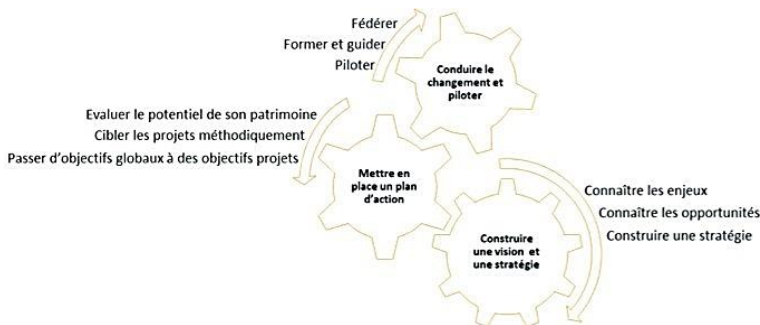 Fédérer
Former et guider
Piloter
Conduire le
changement et
piloter
Evaluer le potentiel de son patrimoine
Cibler les projets méthodiquement
Passer d'objectifs globaux à des objectifs projets
Mettre en
place un plan
d'action
Connaître les enjeux
Connaître les opportunités
Construire une stratégie
Construire
une vision et
une stratégie